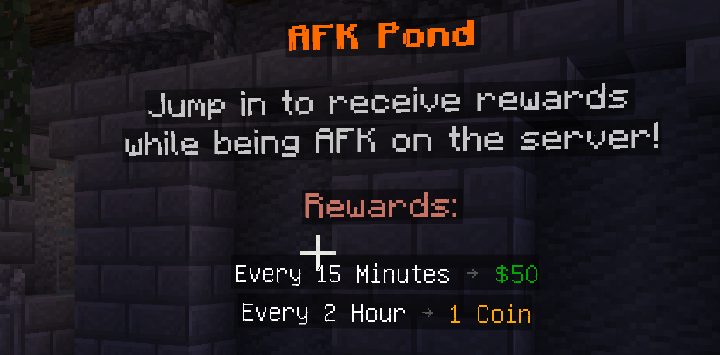 AFK Pond
Jump in to receive rewards
while being AFK on the server!
Rewards:
Every 15 Minutes → $50
Every 2 Hour → 1 Coin